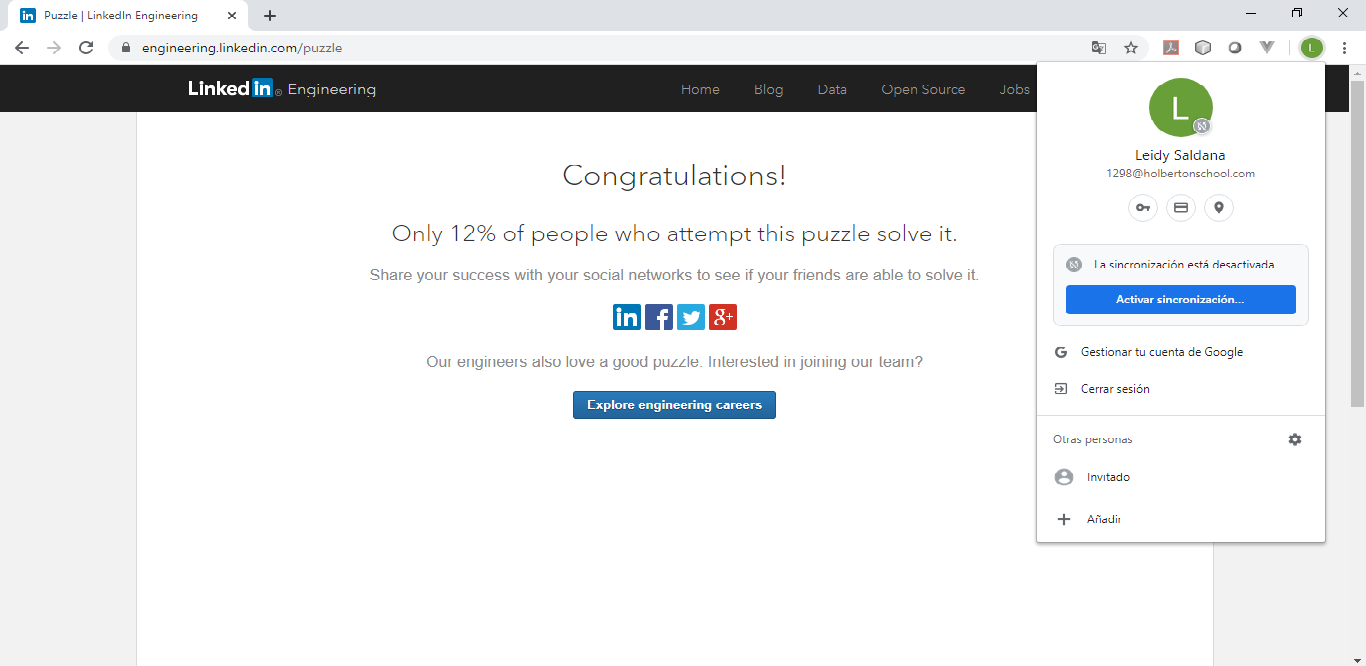 Puzzle | LinkedIn Engineering
engineering.linkedin.com/puzzle
L
Linked in ® Engineering
Home Blog Data Open Source Jobs
Congratulations!
Only 12% of people who attempt this puzzle solve it.
Share your success with your social networks to see if your friends are able to solve it.
in f g+
Our engineers also love a good puzzle. Interested in joining our team?
Explore engineering careers
L
Leidy Saldana
1298@holbertonschool.com
La sincronización está desactivada
Activar sincronización...
Gestionar tu cuenta de Google
Cerrar sesión
Otras personas
Invitado
Añadir